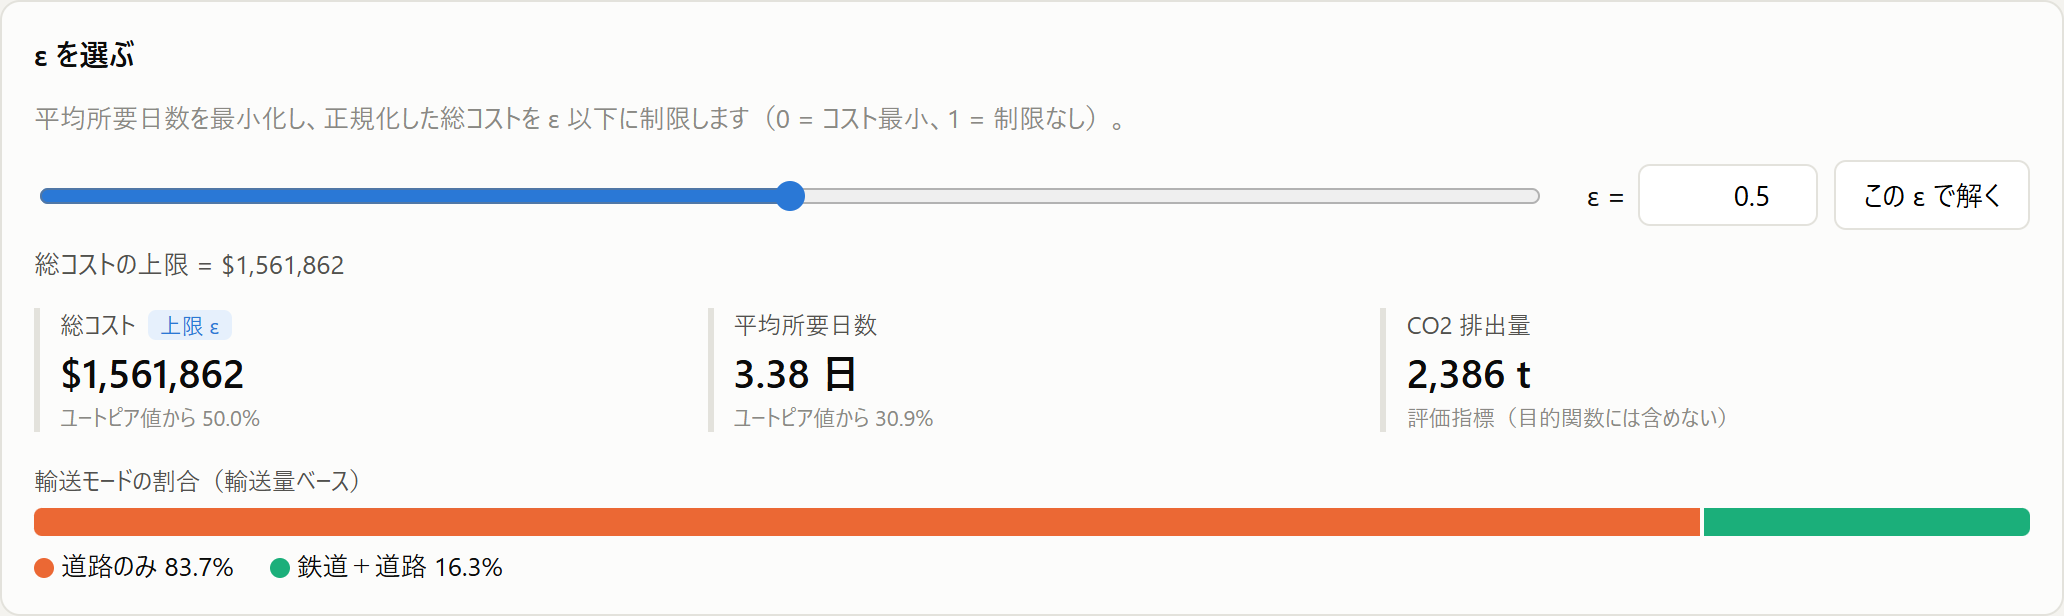 ε を選ぶ
平均所要日数を最小化し、正規化した総コストを ε 以下に制限します（0 = コスト最小、1 = 制限なし）。
ε = 0.5 この ε で解く
総コストの上限 = $1,561,862
総コスト 上限 ε 平均所要日数 CO2 排出量
$1,561,862 3.38 日 2,386 t
ユートピア値から 50.0% ユートピア値から 30.9% 評価指標（目的関数には含めない）
輸送モードの割合（輸送量ベース）
道路のみ 83.7% 鉄道＋道路 16.3%